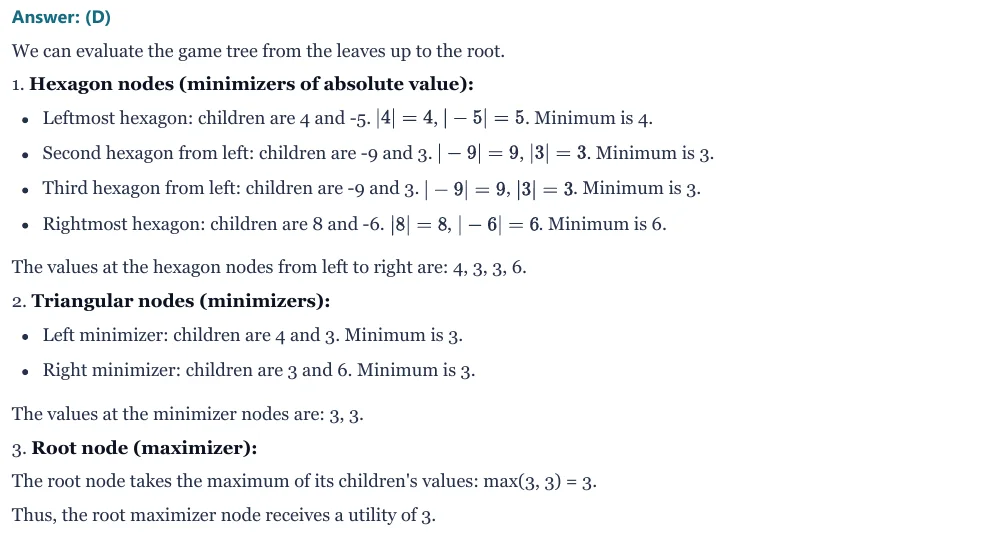 Answer: (D)
We can evaluate the game tree from the leaves up to the root.
1. Hexagon nodes (minimizers of absolute value):
• Leftmost hexagon: children are 4 and -5. |4| = 4, | − 5| = 5. Minimum is 4.
• Second hexagon from left: children are -9 and 3. | − 9| = 9, |3| = 3. Minimum is 3.
• Third hexagon from left: children are -9 and 3. | − 9| = 9, |3| = 3. Minimum is 3.
• Rightmost hexagon: children are 8 and -6. |8| = 8, | − 6| = 6. Minimum is 6.
The values at the hexagon nodes from left to right are: 4, 3, 3, 6.
2. Triangular nodes (minimizers):
• Left minimizer: children are 4 and 3. Minimum is 3.
• Right minimizer: children are 3 and 6. Minimum is 3.
The values at the minimizer nodes are: 3, 3.
3. Root node (maximizer):
The root node takes the maximum of its children's values: max(3, 3) = 3.
Thus, the root maximizer node receives a utility of 3.